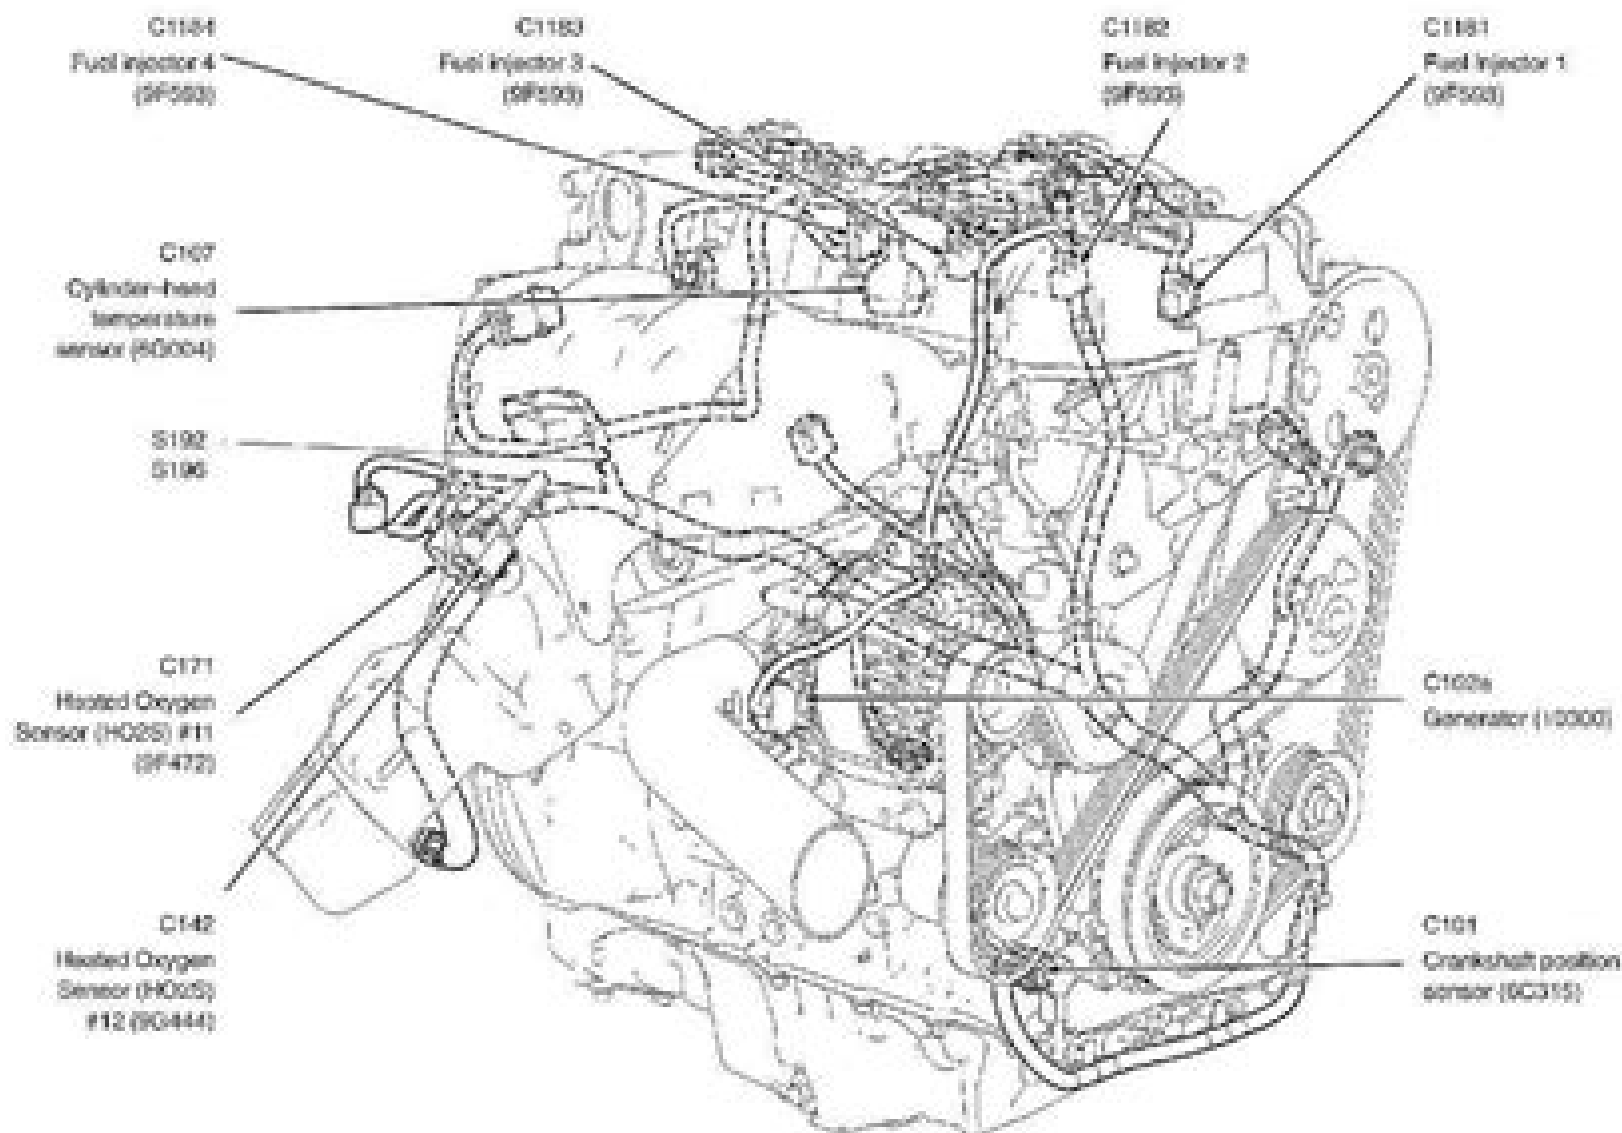 C1184
Fuel injector 4
(9F593)
C1183
Fuel injector 3
(9F593)
C1182
Fuel injector 2
(9F593)
C1181
Fuel injector 1
(9F593)
C107
Cylinder-head
temperature
sensor (6G004)
S192
S196
C171
Heated Oxygen
Sensor (HO2S) #11
(9F472)
C102a
Generator (10300)
C142
Heated Oxygen
Sensor (HO2S)
#12 (9G444)
C101
Crankshaft position
sensor (6C315)